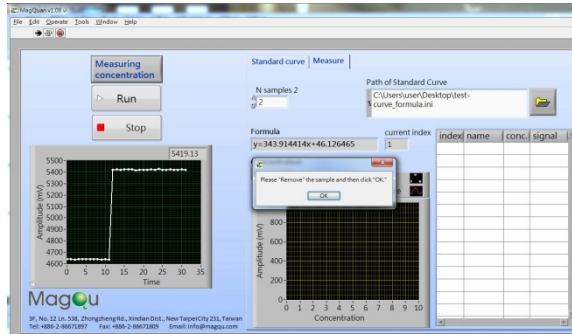 MagQuan v1.08 vi
File Edit Operate Tools Window Help
Measuring concentration
Run
Stop
Standard curve Measure
N samples 2
2
Path of Standard Curve
C:\Users\user\Desktop\test-
curve_formula.ini
Formula
y=343.914414x+46.126465
current index
1
index name conc. signal
Please "Remove" the sample and then click "OK."
OK
5419.13
Amplitude (mV)
5500
5400
5300
5200
5100
5000
4900
4800
4700
4600
0 5 10 15 20 25 30 35
Time
Amplitude (mV)
800
600
400
200
0
0 1 2 3 4 5 6 7 8 9 10
Concentration
MagQu
3F, No. 12 Ln. 538, Zhongzheng Rd., Xindian Dist., New Taipei City 231, Taiwan
Tel: +886-2-86671897 Fax: +886-2-86671809 Email: info@magqu.com